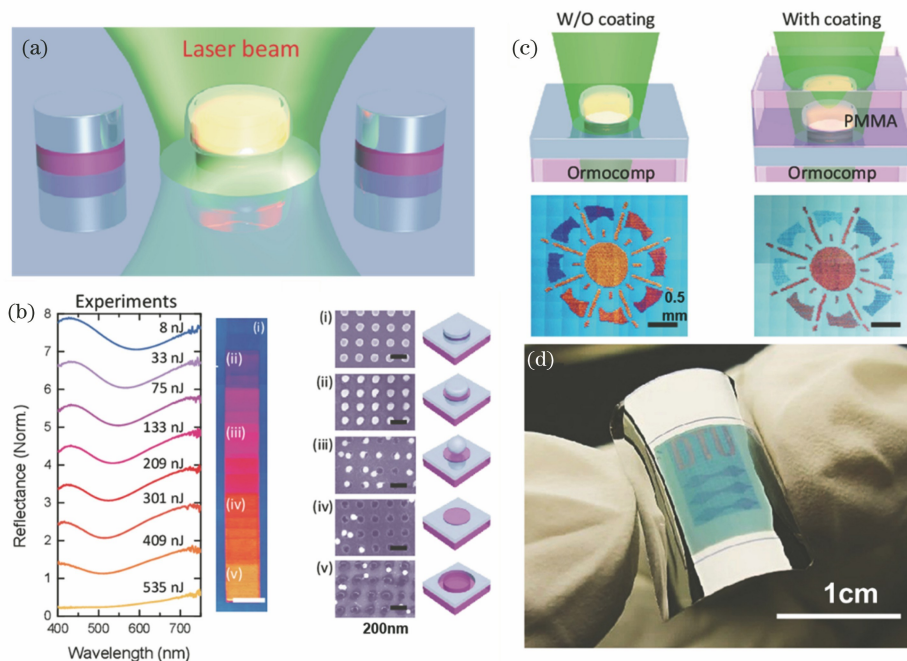 (a)
Laser beam
(b)
Experiments
Reflectance (Norm.)
8
7
6
5
4
3
2
1
0
8 nJ
33 nJ
75 nJ
133 nJ
209 nJ
301 nJ
409 nJ
535 nJ
400
500
600
700
Wavelength (nm)
(i)
(ii)
(iii)
(iv)
(v)
(i)
(ii)
(iii)
(iv)
(v)
200nm
(c)
W/O coating
With coating
PMMA
Ormocomp
Ormocomp
0.5
mm
(d)
DTU
1cm